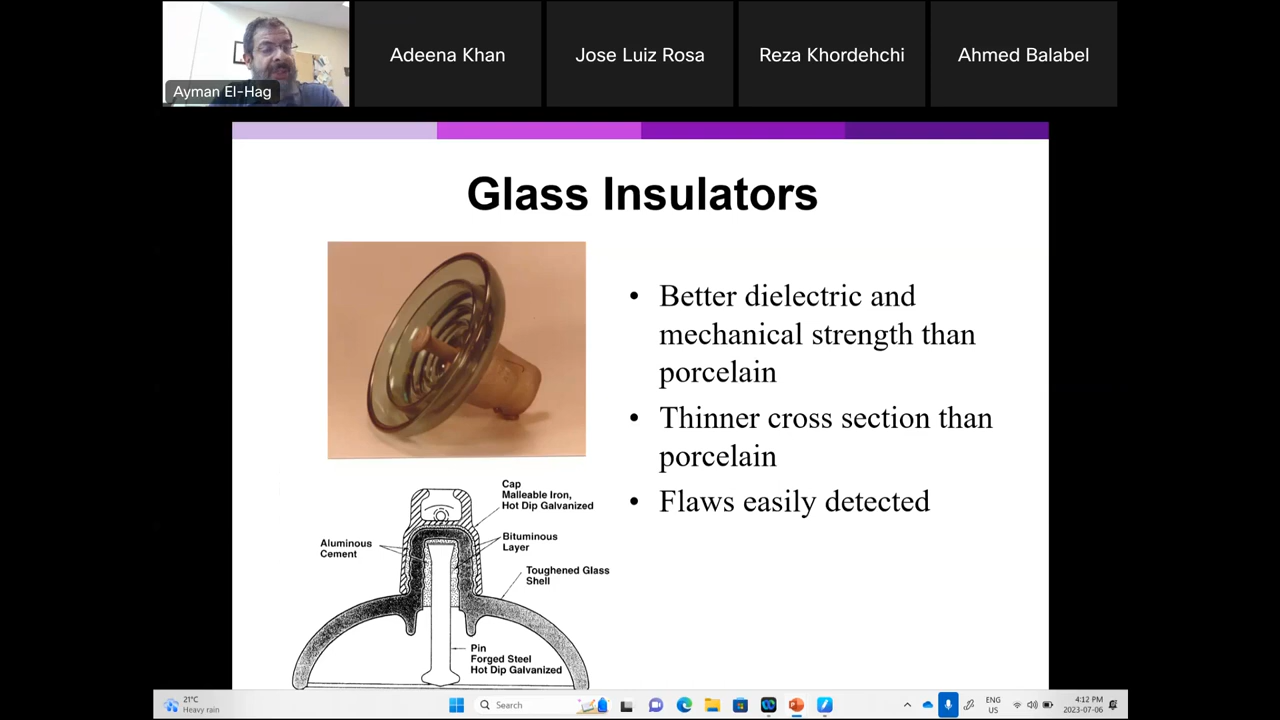 Ayman El-Hag
Adeena Khan
Jose Luiz Rosa
Reza Khordehchi
Ahmed Balabel
Glass Insulators
• Better dielectric and
mechanical strength than
porcelain
• Thinner cross section than
porcelain
• Flaws easily detected
Cap
Malleable Iron,
Hot Dip Galvanized
Aluminous
Cement
Bituminous
Layer
Toughened Glass
Shell
Pin
Forged Steel
Hot Dip Galvanized
21°C
Heavy rain
Search
ENG
US
4:12 PM
2023-07-06